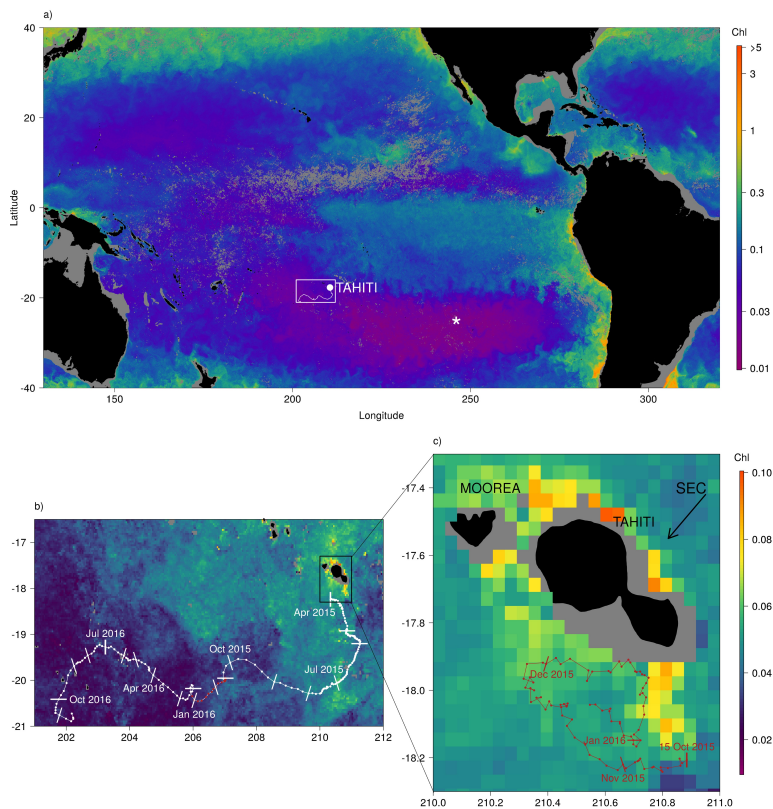 a)
Chl
40
20
0
-20
-40
Latitude
TAHITI
*
150
200
250
300
Longitude
>5
3
1
0.3
0.1
0.03
0.01
b)
-16
-17
-18
-19
-20
-21
Apr 2015
Jul 2016
Oct 2015
Jul 2015
Apr 2016
Oct 2016
Jan 2016
202
204
206
208
210
212
c)
Chl
-17.4
-17.6
-17.8
-18.0
-18.2
MOOREA
SEC
TAHITI
Dec 2015
Jan 2016
15 Oct 2015
Nov 2015
210.0
210.2
210.4
210.6
210.8
211.0
0.10
0.08
0.06
0.04
0.02